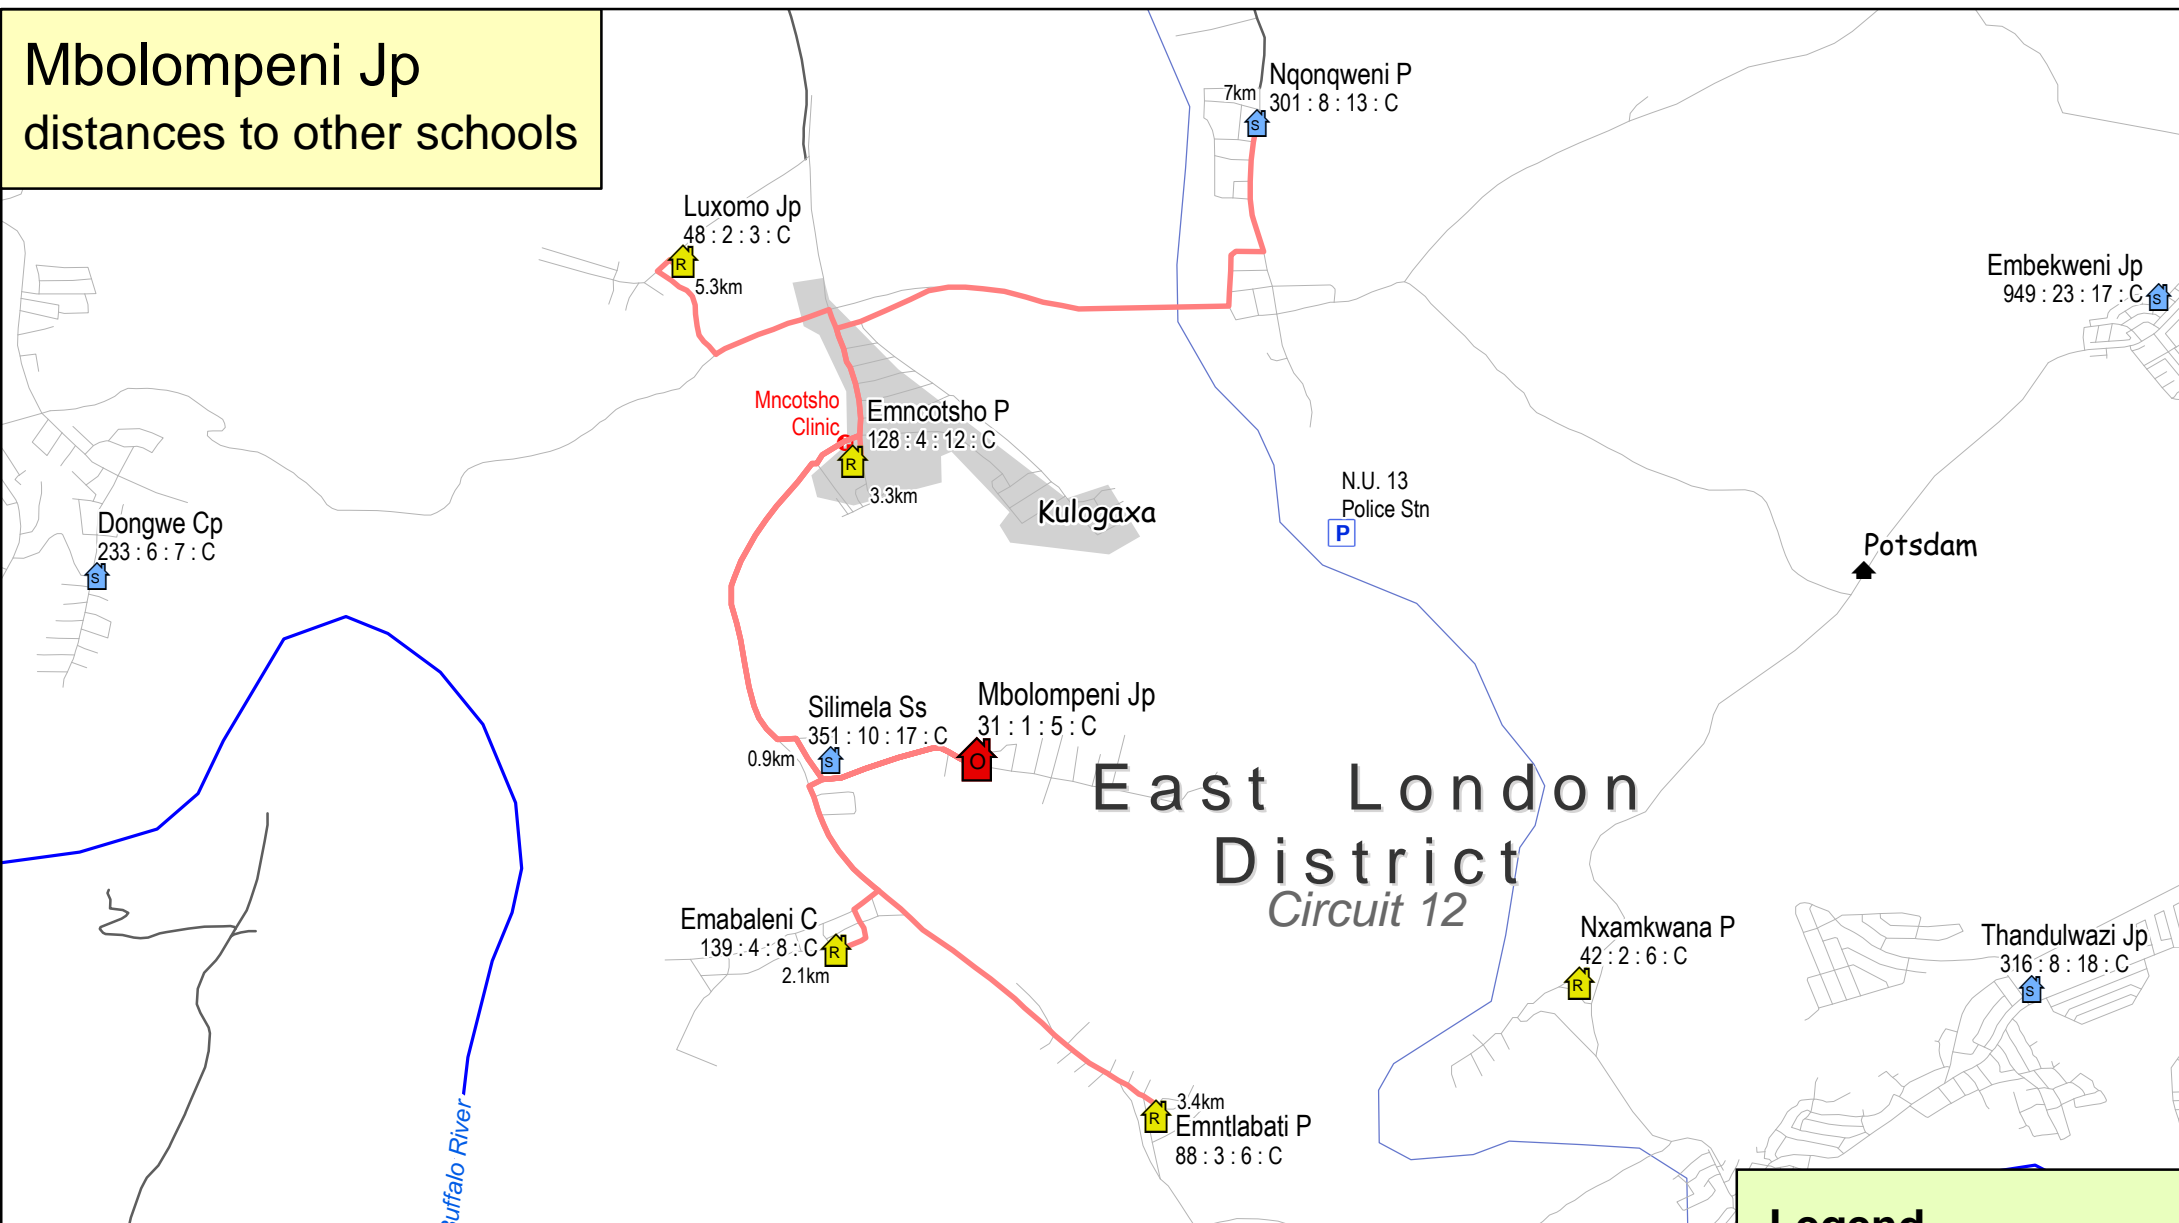 Mbolompeni Jp
distances to other schools
Nqonqweni P
7km
301 : 8 : 13 : C
S
Luxomo Jp
48 : 2 : 3 : C
R
5.3km
Embekweni Jp
949 : 23 : 17 : C
S
Mncotsho
Clinic
Emncotsho P
128 : 4 : 12 : C
R
3.3km
Kulogaxa
N.U. 13
Police Stn
P
Dongwe Cp
233 : 6 : 7 : C
S
Potsdam
Silimela Ss
351 : 10 : 17 : C
0.9km
S
Mbolompeni Jp
31 : 1 : 5 : C
O
East London
District
Circuit 12
Emabaleni C
139 : 4 : 8 : C
R
2.1km
Nxamkwana P
42 : 2 : 6 : C
R
Thandulwazi Jp
316 : 8 : 18 : C
S
3.4km
R
Emntlabati P
88 : 3 : 6 : C
Buffalo River
Legend